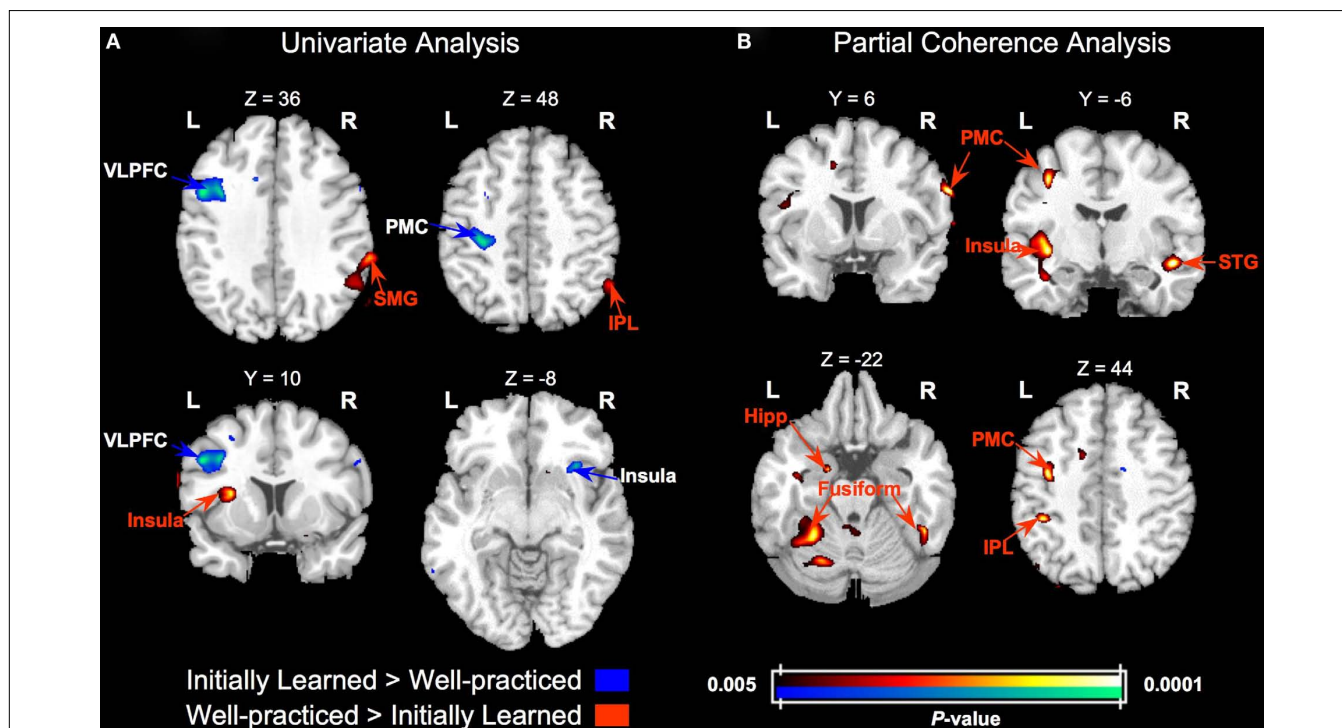 A
Univariate Analysis
Z = 36
L
R
VLPFC
SMG
Z = 48
L
R
PMC
IPL
Y = 10
L
R
VLPFC
Insula
Z = -8
L
R
Insula
Initially Learned > Well-practiced
Well-practiced > Initially Learned
B
Partial Coherence Analysis
Y = 6
L
R
PMC
Y = -6
L
R
Insula
STG
Z = -22
L
R
Hipp
Fusiform
Z = 44
L
R
PMC
IPL
0.005
0.0001
P-value